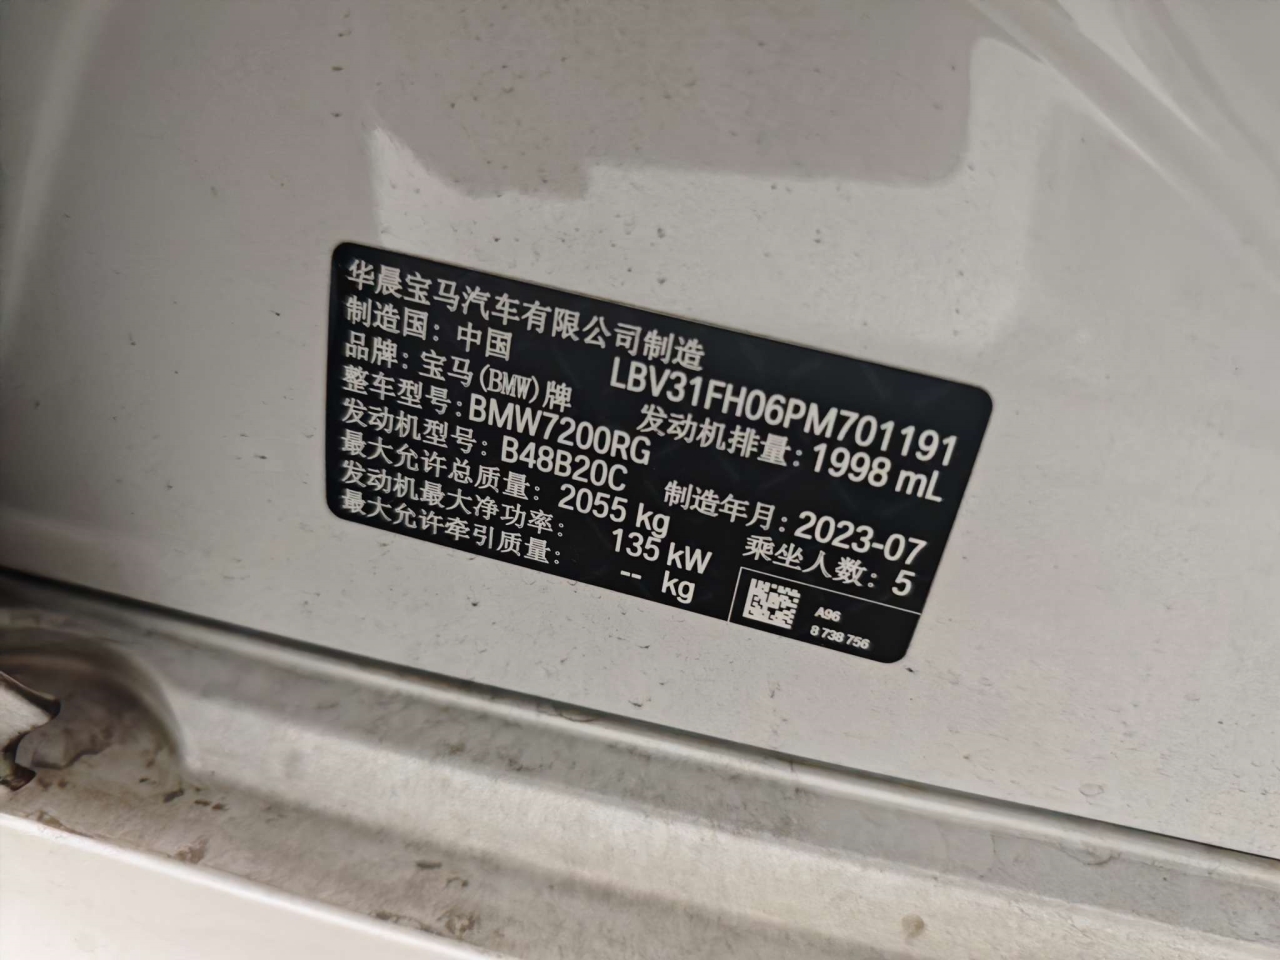 华晨宝马汽车有限公司制造
制造国：中国
LBV31FH06PM701191
品牌：宝马(BMW)牌
发动机排量：1998 mL
整车型号：BMW7200RG
发动机型号：B48B20C
制造年月：2023-07
最大允许总质量：2055 kg
乘坐人数：5
发动机最大净功率：135 kW
最大允许牵引质量：-- kg
A96
8 738 756